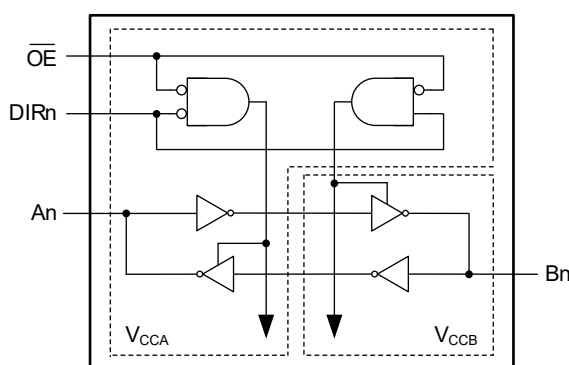 OE
DIRn
An
Bn
VCCA
VCCB